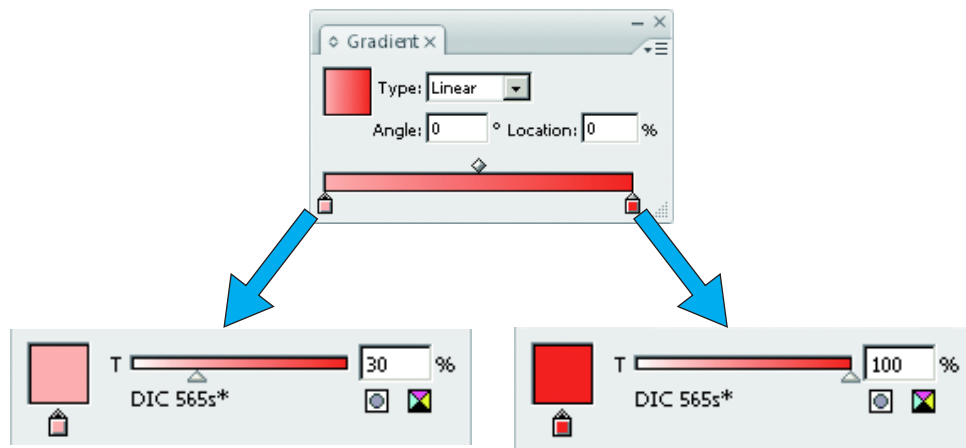 Gradient
Type: Linear
Angle: 0 ° Location: 0 %
T 30 %
DIC 565s*
T 100 %
DIC 565s*